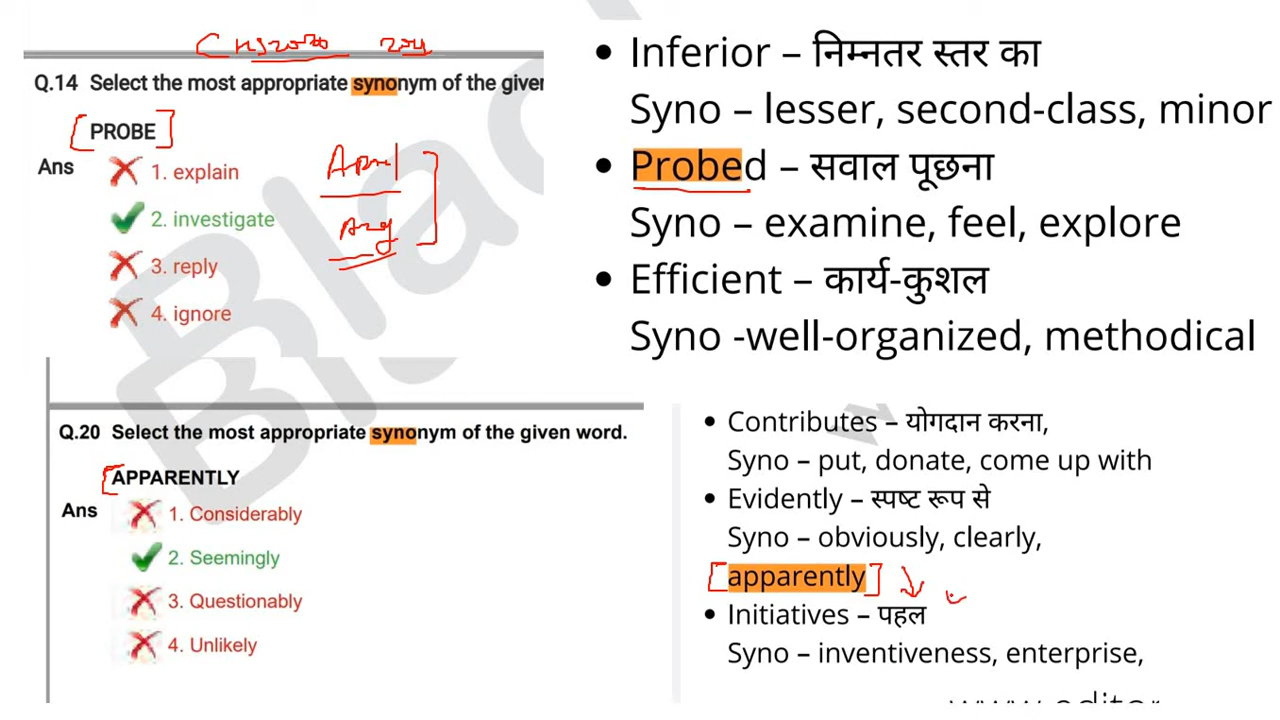 Q.14 Select the most appropriate synonym of the given
PROBE
Ans 1. explain
2. investigate
3. reply
4. ignore
April
Q.20 Select the most appropriate synonym of the given word.
APPARENTLY
Ans 1. Considerably
2. Seemingly
3. Questionably
4. Unlikely
• Inferior – निम्नतर स्तर का
Syno – lesser, second-class, minor
• Probed – सवाल पूछना
Syno – examine, feel, explore
• Efficient – कार्य-कुशल
Syno -well-organized, methodical
• Contributes – योगदान करना,
Syno – put, donate, come up with
• Evidently – स्पष्ट रूप से
Syno – obviously, clearly,
apparently
• Initiatives – पहल
Syno – inventiveness, enterprise,